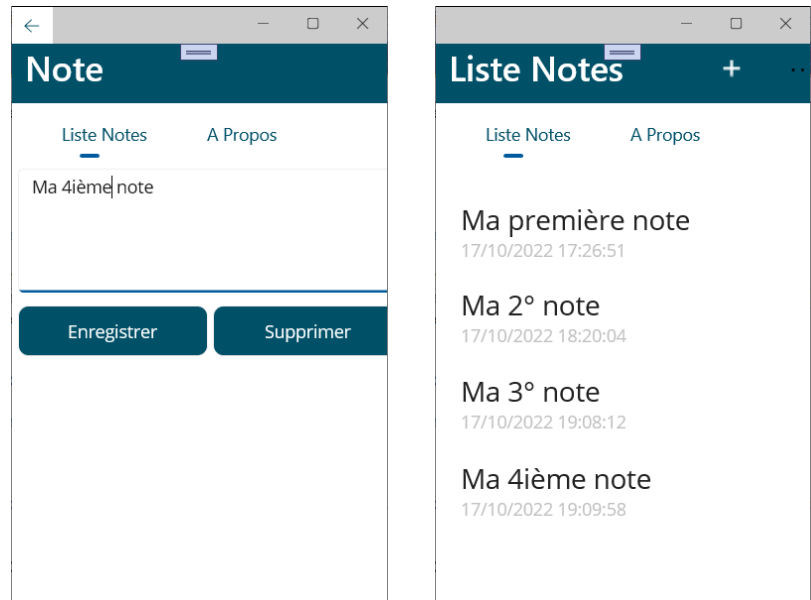 Note
Liste Notes A Propos
Ma 4ième note
Enregistrer Supprimer
Liste Notes +
Liste Notes A Propos
Ma première note
17/10/2022 17:26:51
Ma 2° note
17/10/2022 18:20:04
Ma 3° note
17/10/2022 19:08:12
Ma 4ième note
17/10/2022 19:09:58